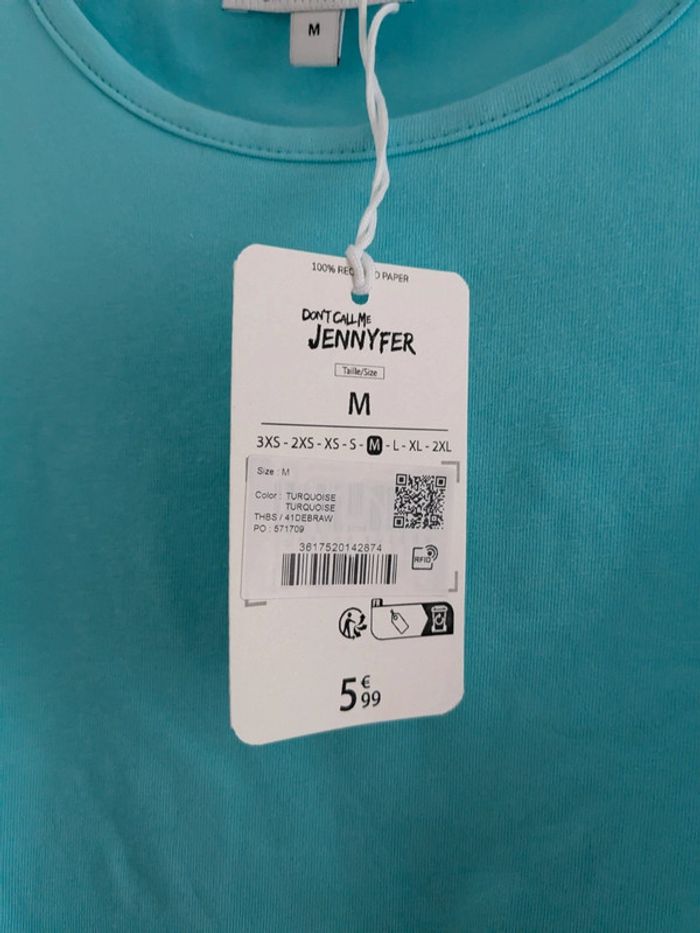 M
100% REC D PAPER
DON'T CALL ME
JENNYFER
Taille/Size
M
3XS - 2XS - XS - S - M - L - XL - 2XL
Size : M
Color : TURQUOISE
TURQUOISE
THBS / 41DEBRAW
PO : 571709
3617520142874
RFID
FR
5€99